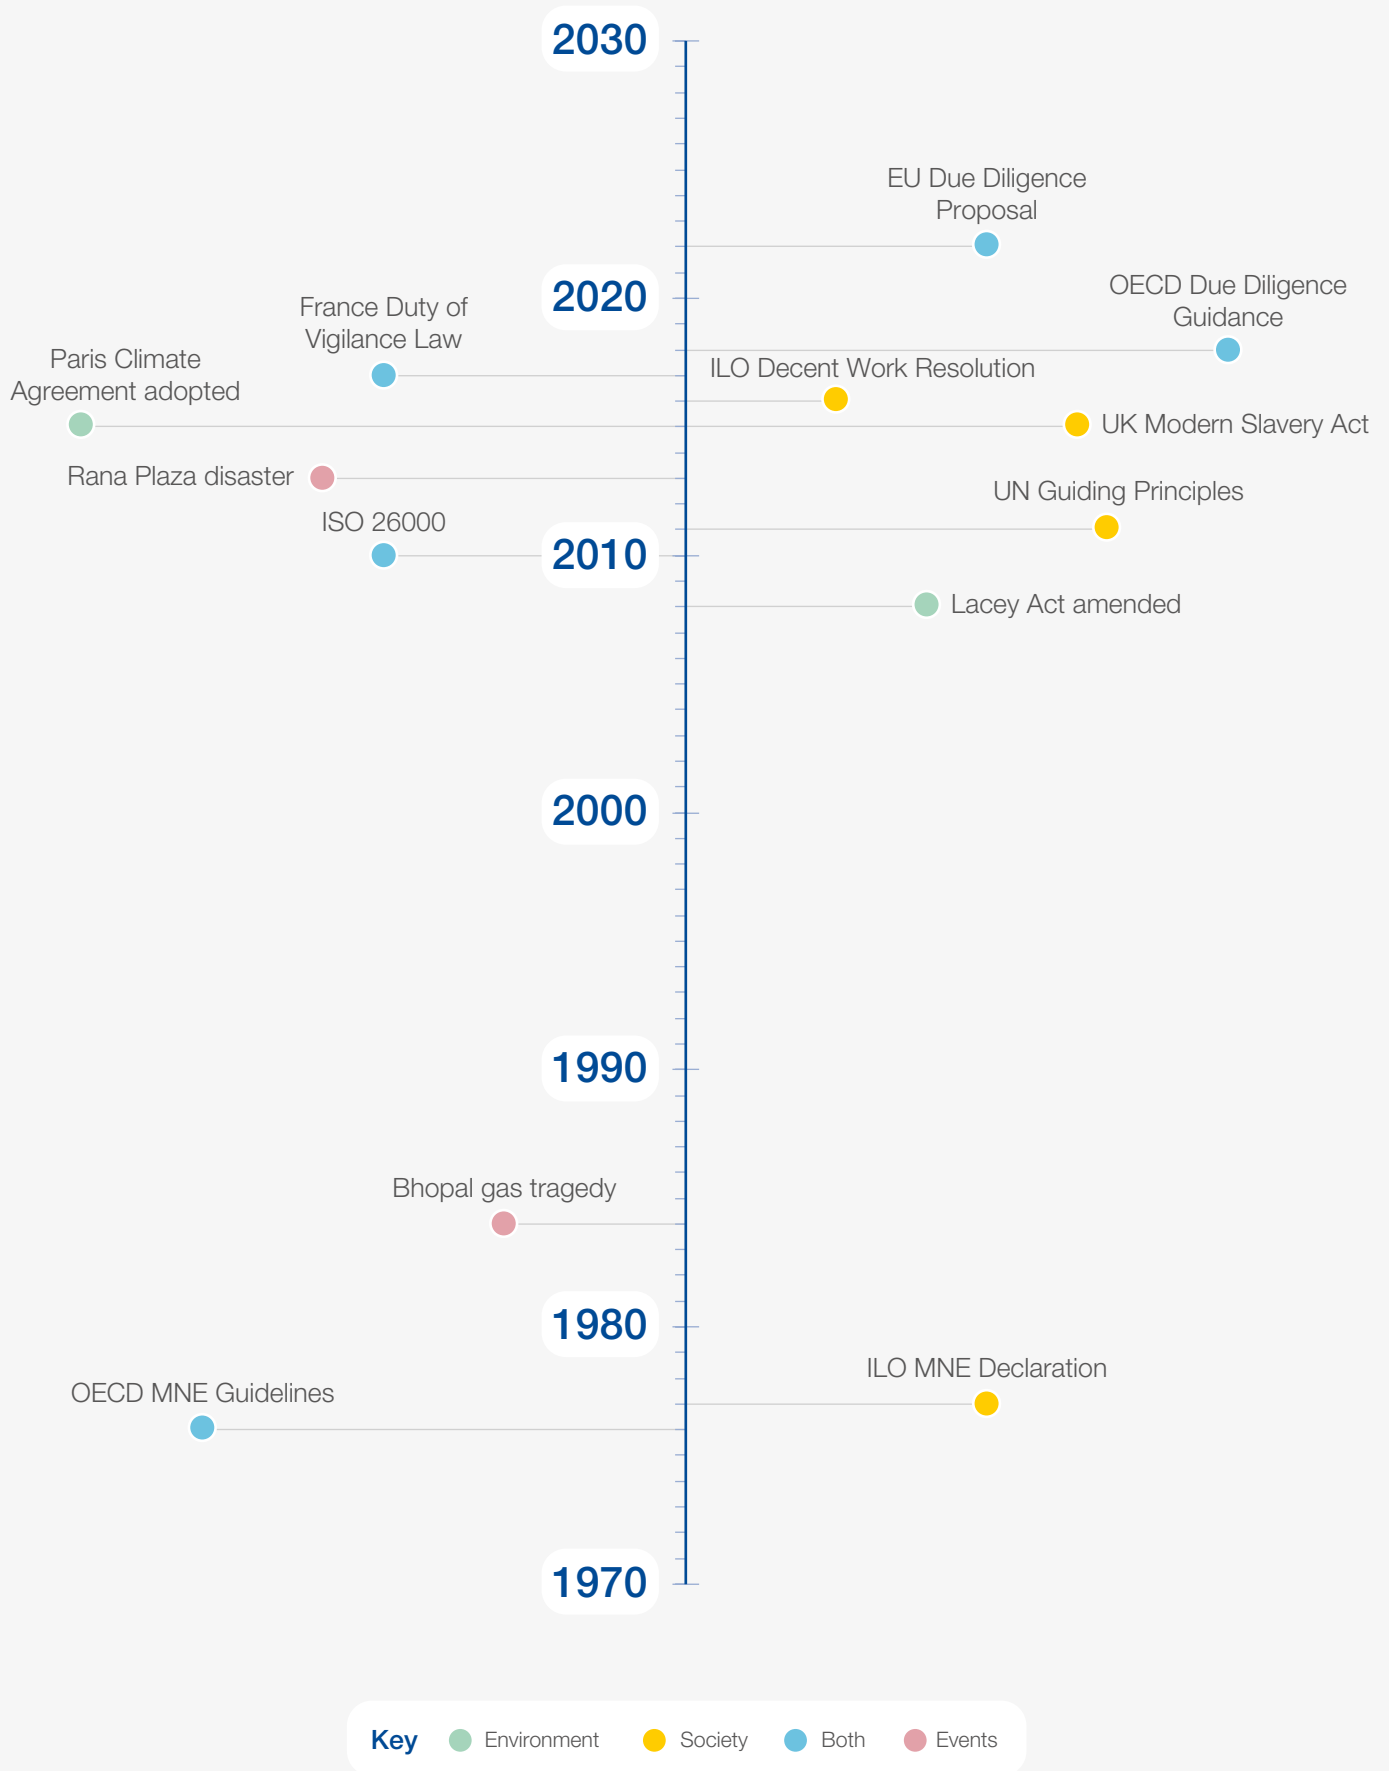 2030
EU Due Diligence
Proposal
2020
OECD Due Diligence
Guidance
France Duty of
Vigilance Law
Paris Climate
Agreement adopted
ILO Decent Work Resolution
UK Modern Slavery Act
Rana Plaza disaster
UN Guiding Principles
ISO 26000
2010
Lacey Act amended
2000
1990
Bhopal gas tragedy
1980
ILO MNE Declaration
OECD MNE Guidelines
1970
Key Environment Society Both Events